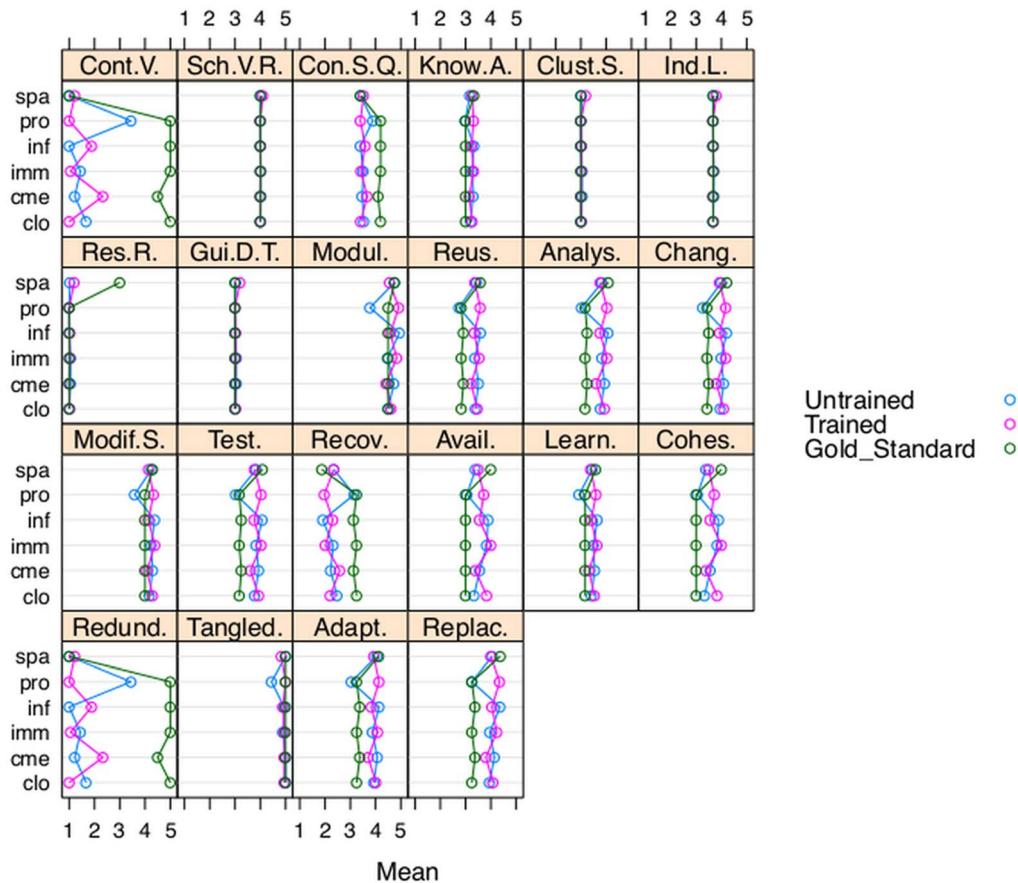 1 2 3 4 5 1 2 3 4 5 1 2 3 4 5
Cont.V. Sch.V.R. Con.S.Q. Know.A. Clust.S. Ind.L.
spa
pro
inf
imm
cme
clo
Res.R. Gui.D.T. Modul. Reus. Analys. Chang.
spa
pro
inf
imm
cme
clo
Modif.S. Test. Recov. Avail. Learn. Cohes.
spa
pro
inf
imm
cme
clo
Redund. Tangled. Adapt. Replac.
spa
pro
inf
imm
cme
clo
1 2 3 4 5 1 2 3 4 5
Mean
Untrained
Trained
Gold_Standard